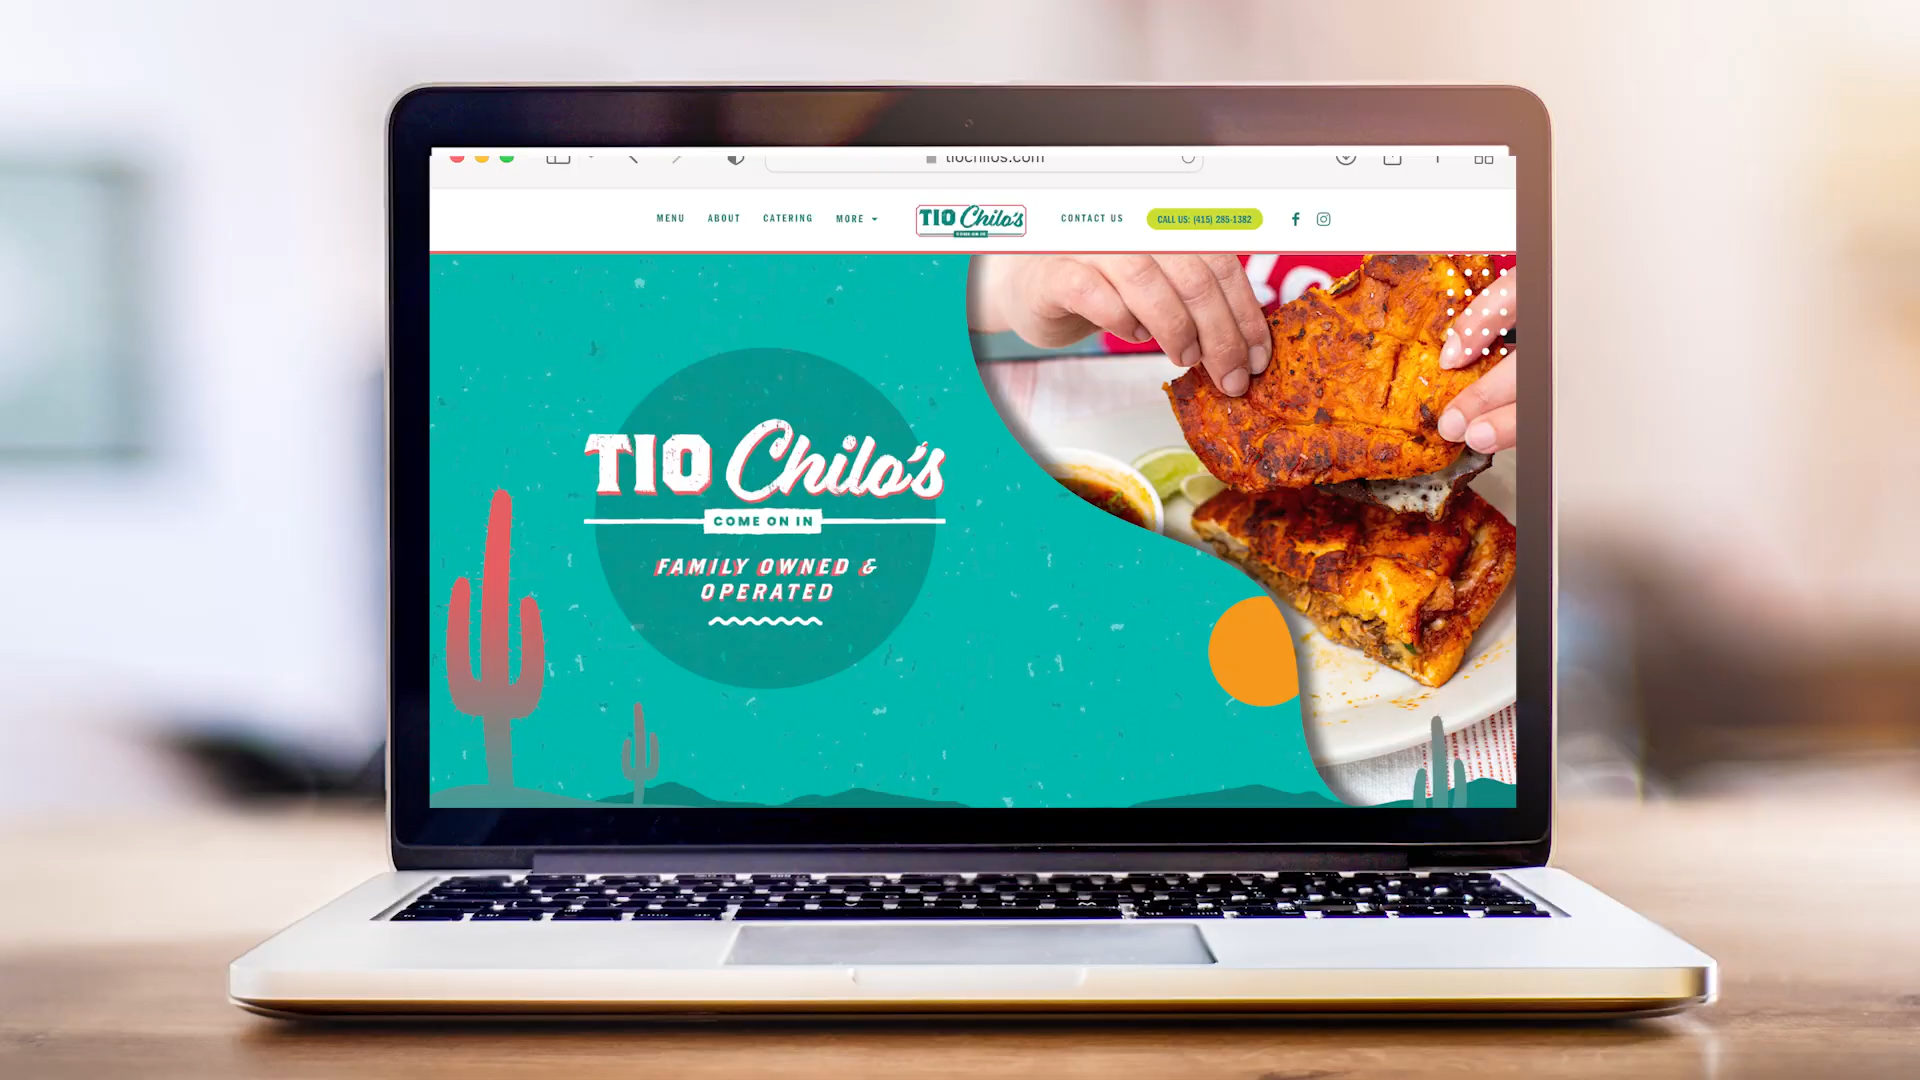 tiochilos.com
MENU ABOUT CATERING MORE TIO Chilo's CONTACT US CALL US: (415) 285-1382
TIO Chilo's
COME ON IN
FAMILY OWNED &
OPERATED